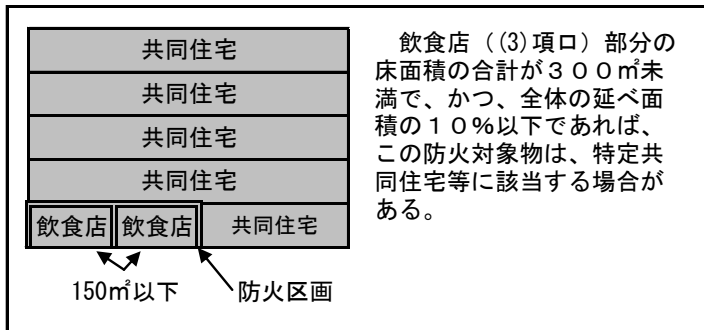 共同住宅
共同住宅
共同住宅
共同住宅
飲食店 飲食店 共同住宅
150㎡以下 防火区画
飲食店（(3)項ロ）部分の
床面積の合計が３００㎡未
満で、かつ、全体の延べ面
積の１０％以下であれば、
この防火対象物は、特定共
同住宅等に該当する場合が
ある。